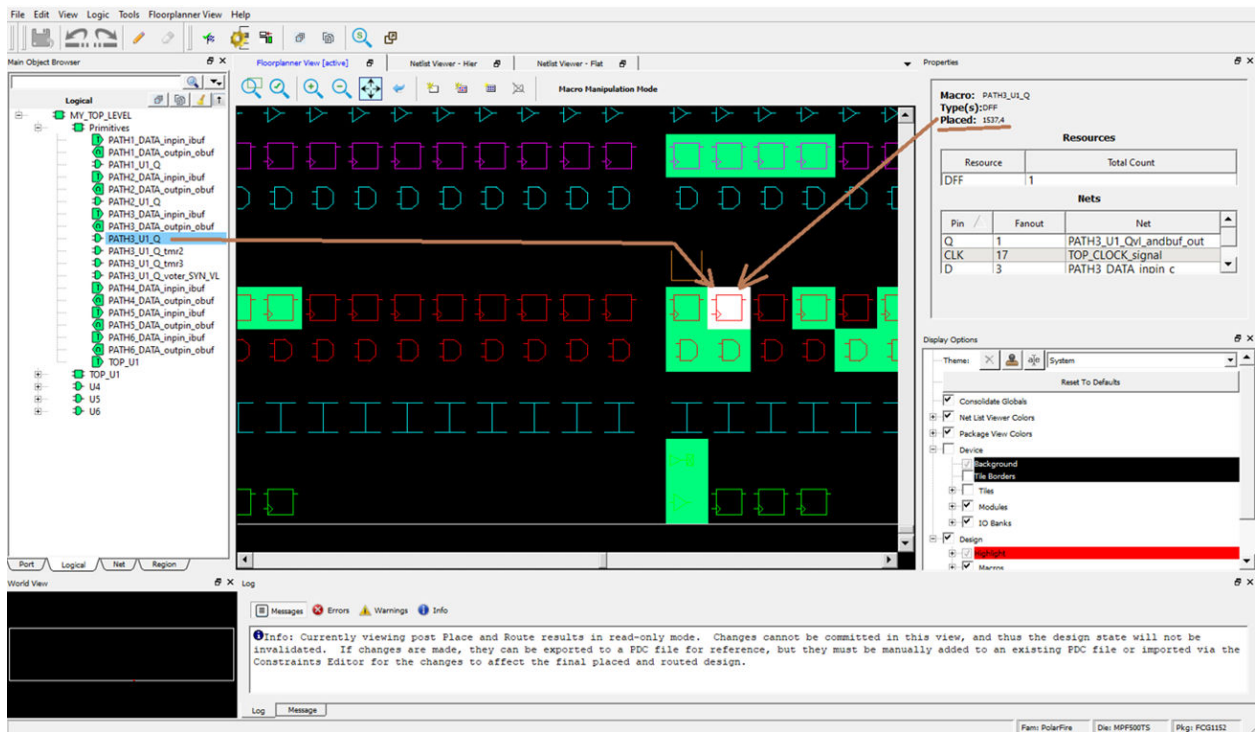 File Edit View Logic Tools Floorplanner View Help
Main Object Browser
Floorplanner View [active]
Netlist Viewer - Hier
Netlist Viewer - Flat
Properties
Macro Manipulation Mode
Logical
MY_TOP_LEVEL
Primitives
PATH1_DATA_inpin_ibuf
PATH1_DATA_outpin_obuf
PATH1_U1_Q
PATH2_DATA_inpin_ibuf
PATH2_DATA_outpin_obuf
PATH2_U1_Q
PATH3_DATA_inpin_ibuf
PATH3_DATA_outpin_obuf
PATH3_U1_Q
PATH3_U1_Q_tmr2
PATH3_U1_Q_tmr3
PATH3_U1_Q_voter_SYN_VL
PATH4_DATA_inpin_ibuf
PATH4_DATA_outpin_obuf
PATH5_DATA_inpin_ibuf
PATH5_DATA_outpin_obuf
PATH6_DATA_inpin_ibuf
PATH6_DATA_outpin_obuf
TOP_U1
TOP_U1
U4
U5
U6
Port Logical Net Region
Macro: PATH3_U1_Q
Type(s):DFF
Placed: 1537,4
Resources
Resource Total Count
DFF 1
Nets
Pin Fanout Net
Q 1 PATH3_U1_Qvl_andbuf_out
CLK 17 TOP_CLOCK_signal
D 3 PATH3_DATA_inpin_c
Display Options
Theme: System
Reset To Defaults
Consolidate Globals
Net List Viewer Colors
Package View Colors
Device
Background
Tile Borders
Tiles
Modules
IO Banks
Design
Highlight
Macros
World View
Log
Messages Errors Warnings Info
Info: Currently viewing post Place and Route results in read-only mode. Changes cannot be committed in this view, and thus the design state will not be
invalidated. If changes are made, they can be exported to a PDC file for reference, but they must be manually added to an existing PDC file or imported via the
Constraints Editor for the changes to affect the final placed and routed design.
Log Message
Fam: PolarFire Die: MPF500TS Pkg: FCG1152